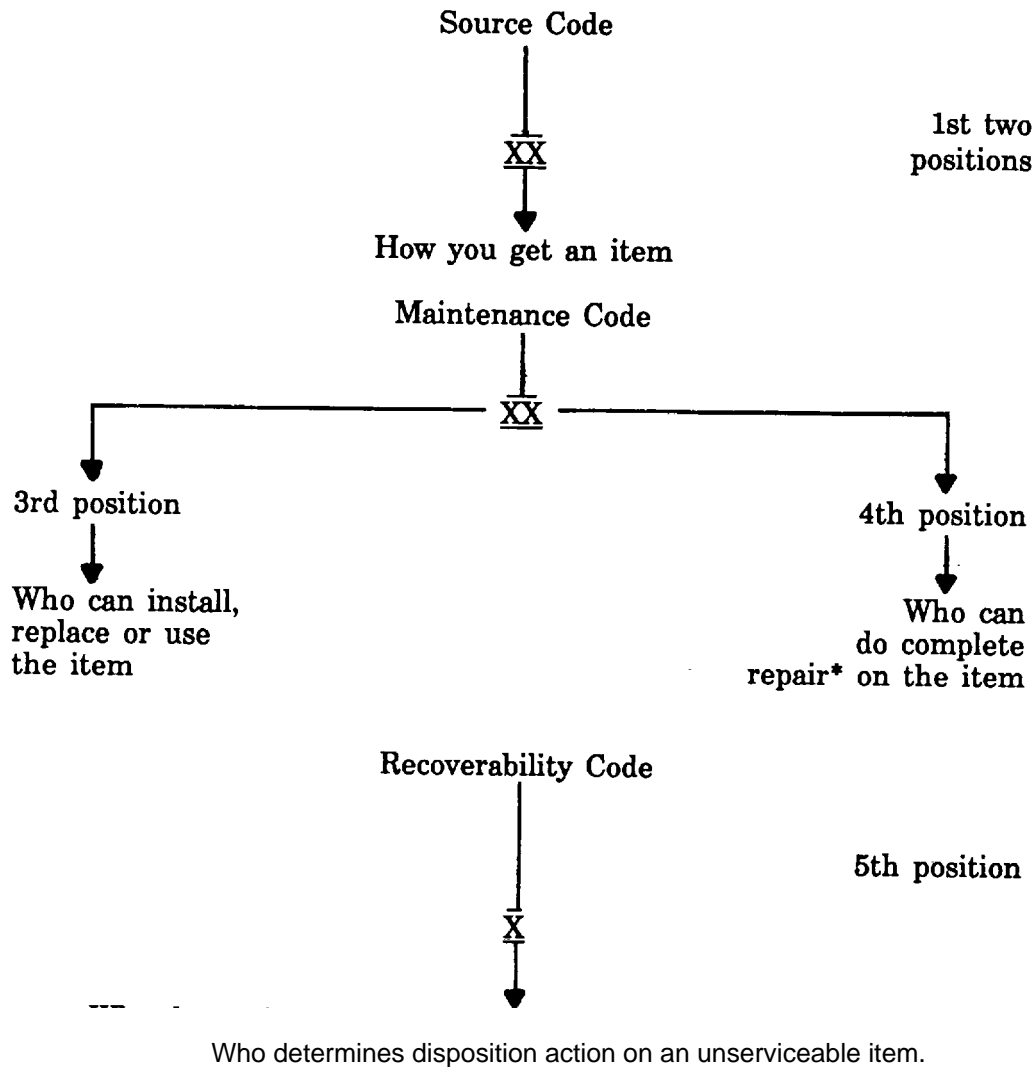 Source Code
1st two
positions
XX
How you get an item
Maintenance Code
XX
3rd position
4th position
Who can install,
replace or use
the item
Who can
do complete
repair* on the item
Recoverability Code
5th position
X
Who determines disposition action on an unserviceable item.